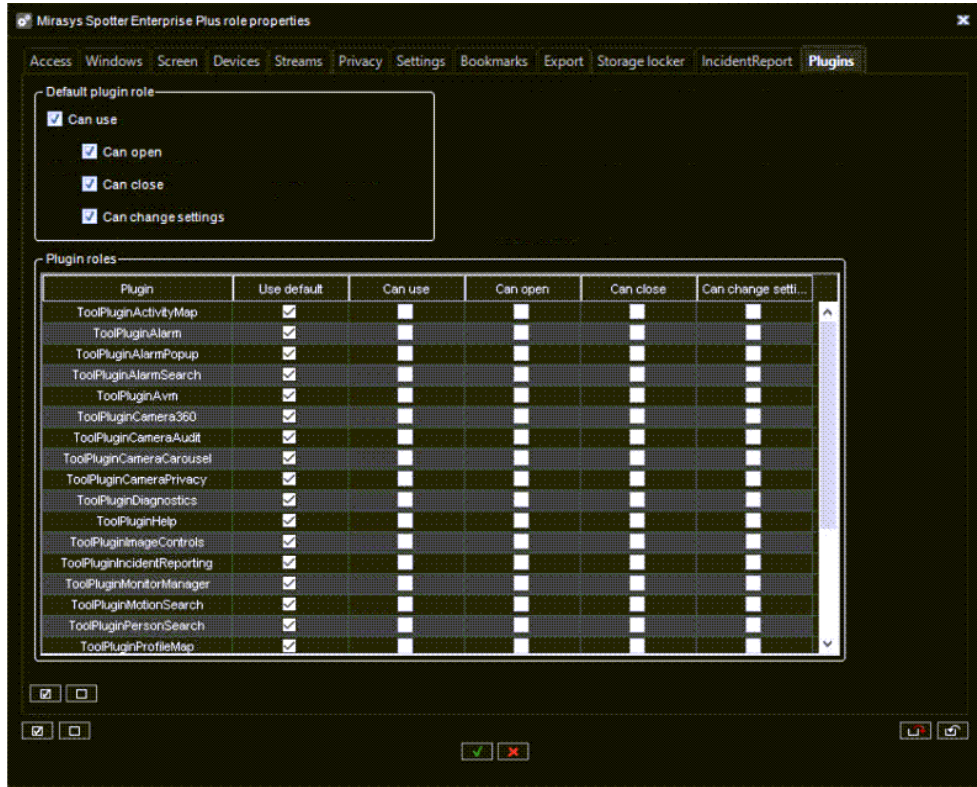 Mirasys Spotter Enterprise Plus role properties
Access Windows Screen Devices Streams Privacy Settings Bookmarks Export Storage locker IncidentReport Plugins
Default plugin role
Can use
Can open
Can close
Can change settings
Plugin roles
Plugin Use default Can use Can open Can close Can change setti...
ToolPluginActivityMap
ToolPluginAlarm
ToolPluginAlarmPopup
ToolPluginAlarmSearch
ToolPluginAvm
ToolPluginCamera360
ToolPluginCameraAudit
ToolPluginCameraCarousel
ToolPluginCameraPrivacy
ToolPluginDiagnostics
ToolPluginHelp
ToolPluginImageControls
ToolPluginIncidentReporting
ToolPluginMonitorManager
ToolPluginMotionSearch
ToolPluginPersonSearch
ToolPluginProfileMap